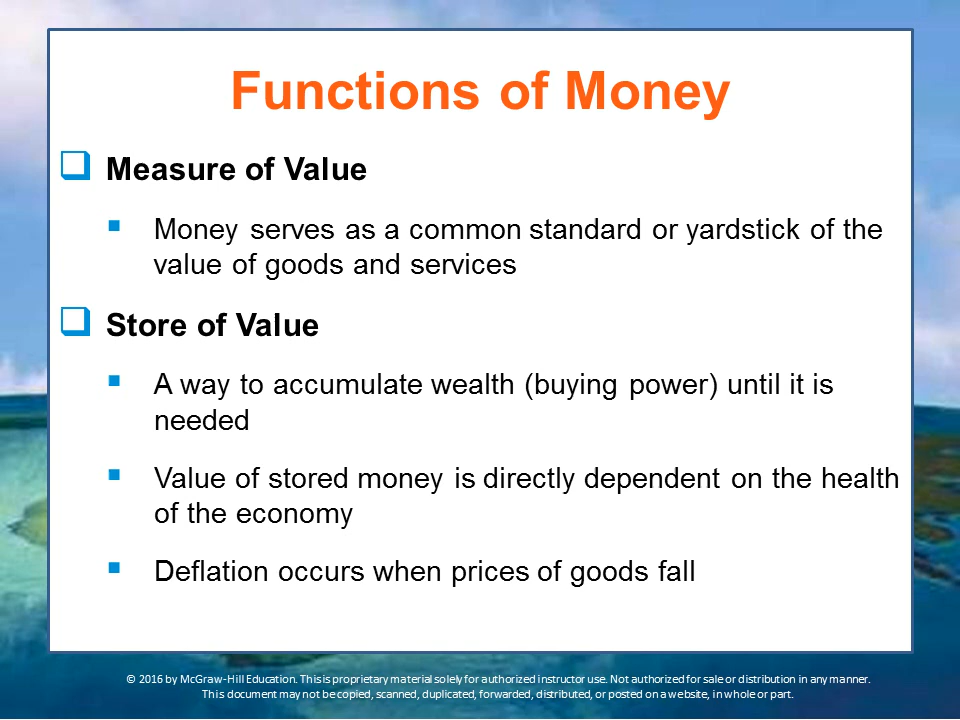 Functions of Money
Measure of Value
Money serves as a common standard or yardstick of the
value of goods and services
Store of Value
A way to accumulate wealth (buying power) until it is
needed
Value of stored money is directly dependent on the health
of the economy
Deflation occurs when prices of goods fall
© 2016 by McGraw-Hill Education. This is proprietary material solely for authorized instructor use. Not authorized for sale or distribution in any manner.
This document may not be copied, scanned, duplicated, forwarded, distributed, or posted on a website, in whole or part.